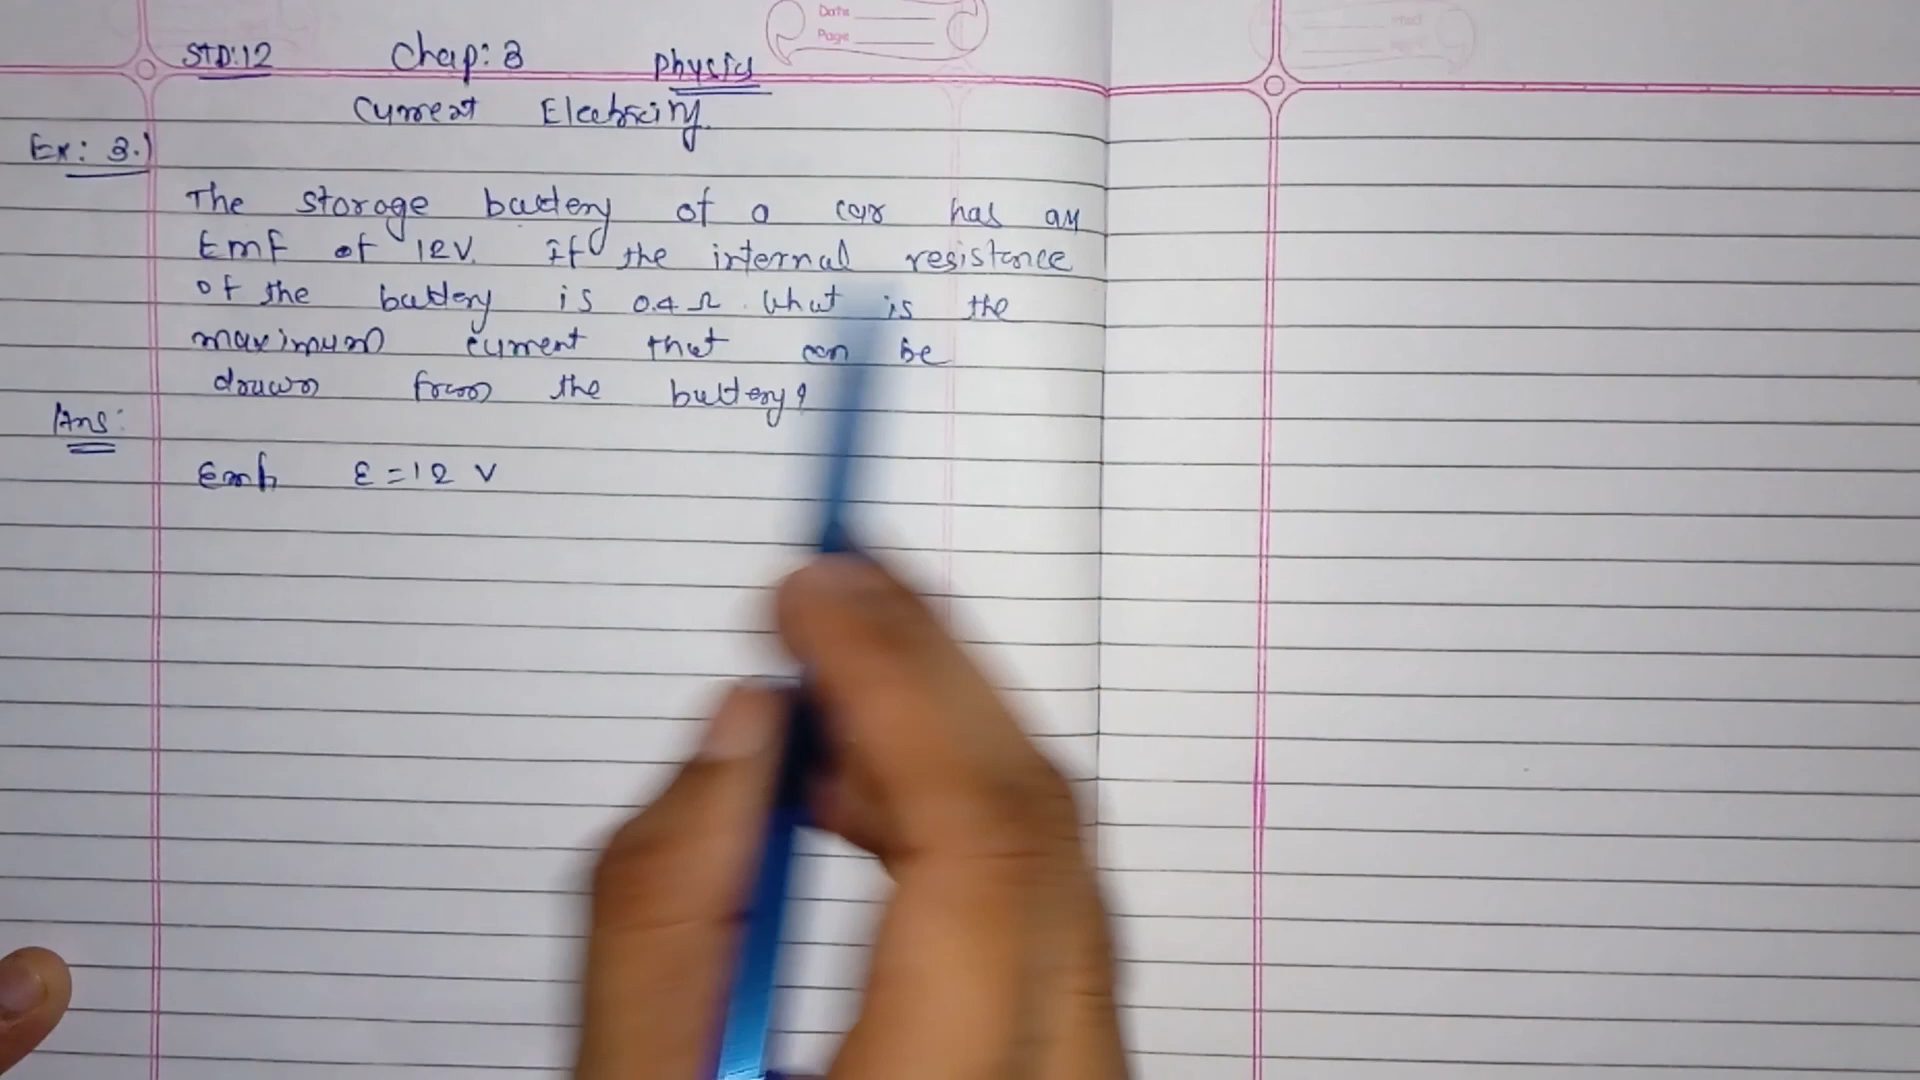 Date
Page
STD:12 Chap: 3 Physics
Current Electricity.
Ex: 3.1
The storage battery of a car has an
Emf of 12V. If the internal resistance
of the battery is 0.4 Ω. What is the
maximum current that can be
drawn from the battery?
Ans:
Emf ε = 12 V